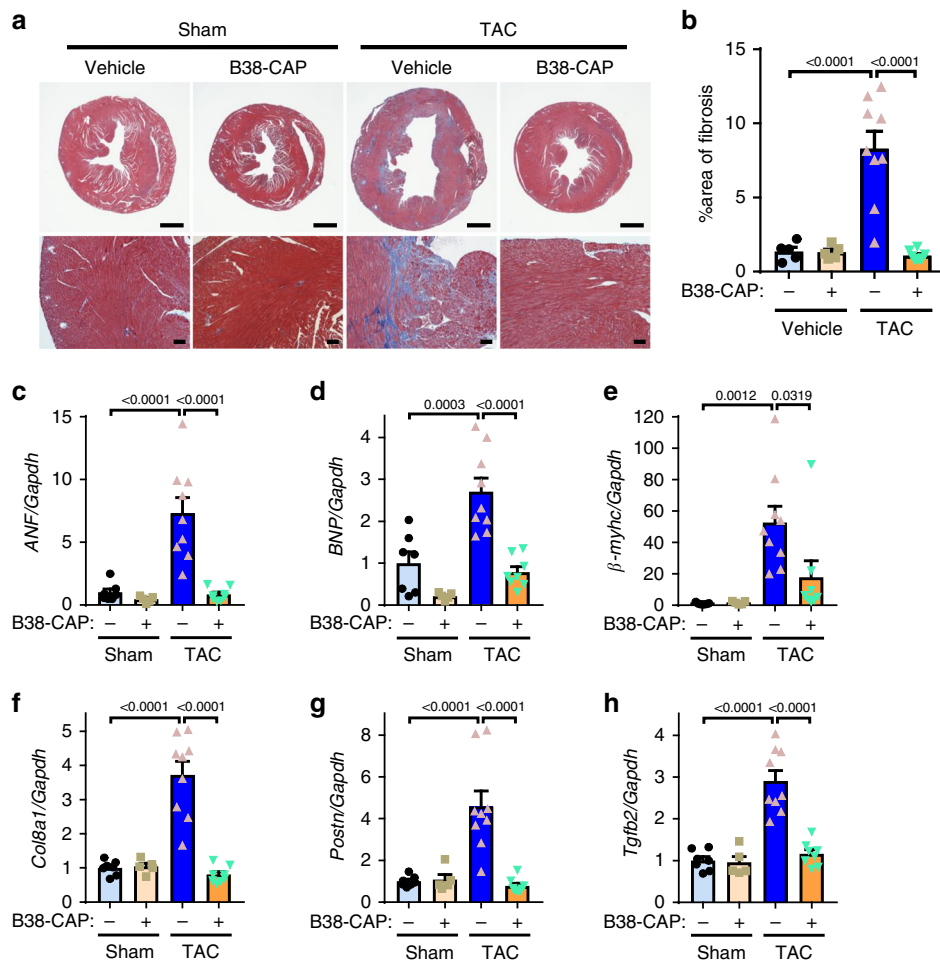 a
Sham
TAC
Vehicle
B38-CAP
Vehicle
B38-CAP
b
%area of fibrosis
15
10
5
0
<0.0001
<0.0001
B38-CAP:
–
+
–
+
Vehicle
TAC
c
ANF/Gapdh
15
10
5
0
<0.0001
<0.0001
B38-CAP:
–
+
–
+
Sham
TAC
d
BNP/Gapdh
4
3
2
1
0
0.0003
<0.0001
B38-CAP:
–
+
–
+
Sham
TAC
e
β-myhc/Gapdh
120
100
80
60
40
20
0
0.0012
0.0319
B38-CAP:
–
+
–
+
Sham
TAC
f
Col8a1/Gapdh
5
4
3
2
1
0
<0.0001
<0.0001
B38-CAP:
–
+
–
+
Sham
TAC
g
Postn/Gapdh
8
6
4
2
0
<0.0001
<0.0001
B38-CAP:
–
+
–
+
Sham
TAC
h
Tgfb2/Gapdh
4
3
2
1
0
<0.0001
<0.0001
B38-CAP:
–
+
–
+
Sham
TAC